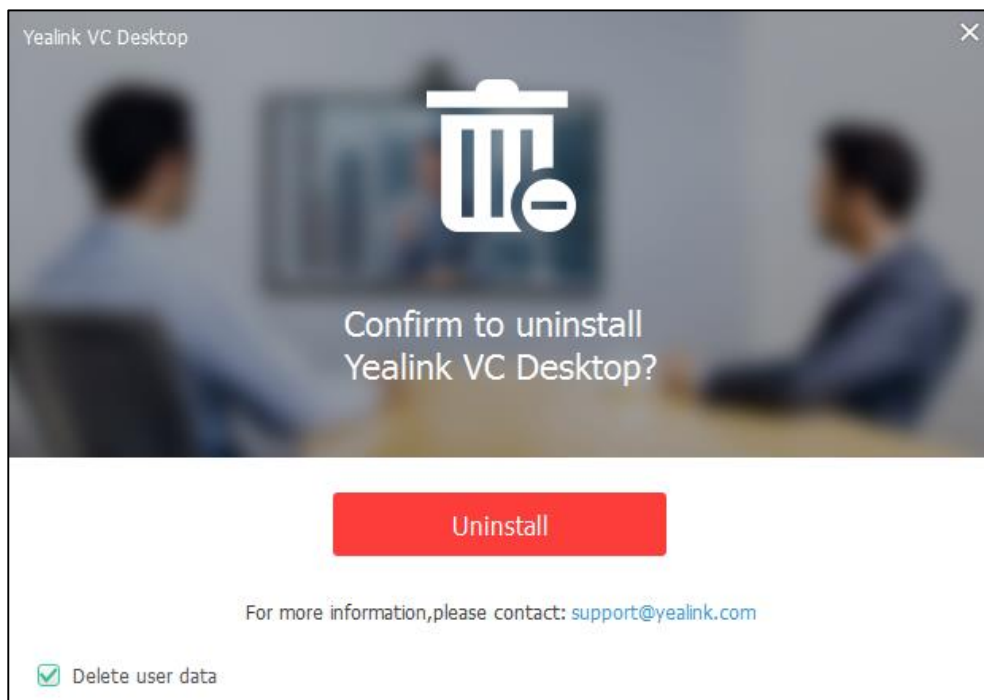 Yealink VC Desktop
Confirm to uninstall
Yealink VC Desktop?
Uninstall
For more information,please contact: support@yealink.com
Delete user data